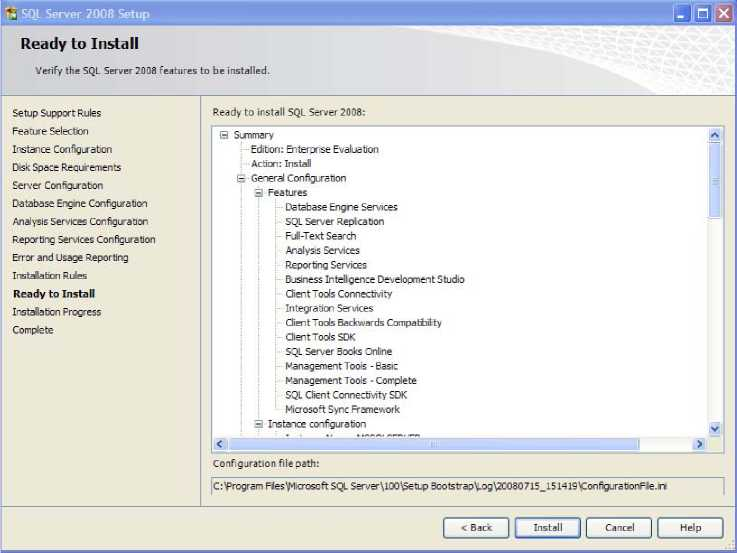 SQL Server 2008 Setup
Ready to Install
Verify the SQL Server 2008 features to be installed.
Setup Support Rules
Feature Selection
Instance Configuration
Disk Space Requirements
Server Configuration
Database Engine Configuration
Analysis Services Configuration
Reporting Services Configuration
Error and Usage Reporting
Installation Rules
Ready to Install
Installation Progress
Complete
Ready to install SQL Server 2008:
Summary
Edition: Enterprise Evaluation
Action: Install
General Configuration
Features
Database Engine Services
SQL Server Replication
Full-Text Search
Analysis Services
Reporting Services
Business Intelligence Development Studio
Client Tools Connectivity
Integration Services
Client Tools Backwards Compatibility
Client Tools SDK
SQL Server Books Online
Management Tools - Basic
Management Tools - Complete
SQL Client Connectivity SDK
Microsoft Sync Framework
Instance configuration
Configuration file path:
C:\Program Files\Microsoft SQL Server\100\Setup Bootstrap\Log\20080715_151419\ConfigurationFile.ini
< Back
Install
Cancel
Help